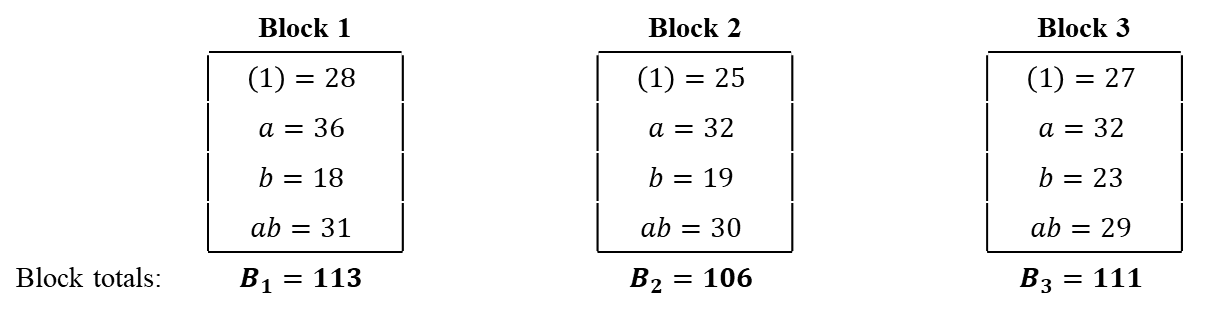 Block 1 Block 2 Block 3
(1) = 28 (1) = 25 (1) = 27
a = 36 a = 32 a = 32
b = 18 b = 19 b = 23
ab = 31 ab = 30 ab = 29
Block totals: B₁ = 113 B₂ = 106 B₃ = 111